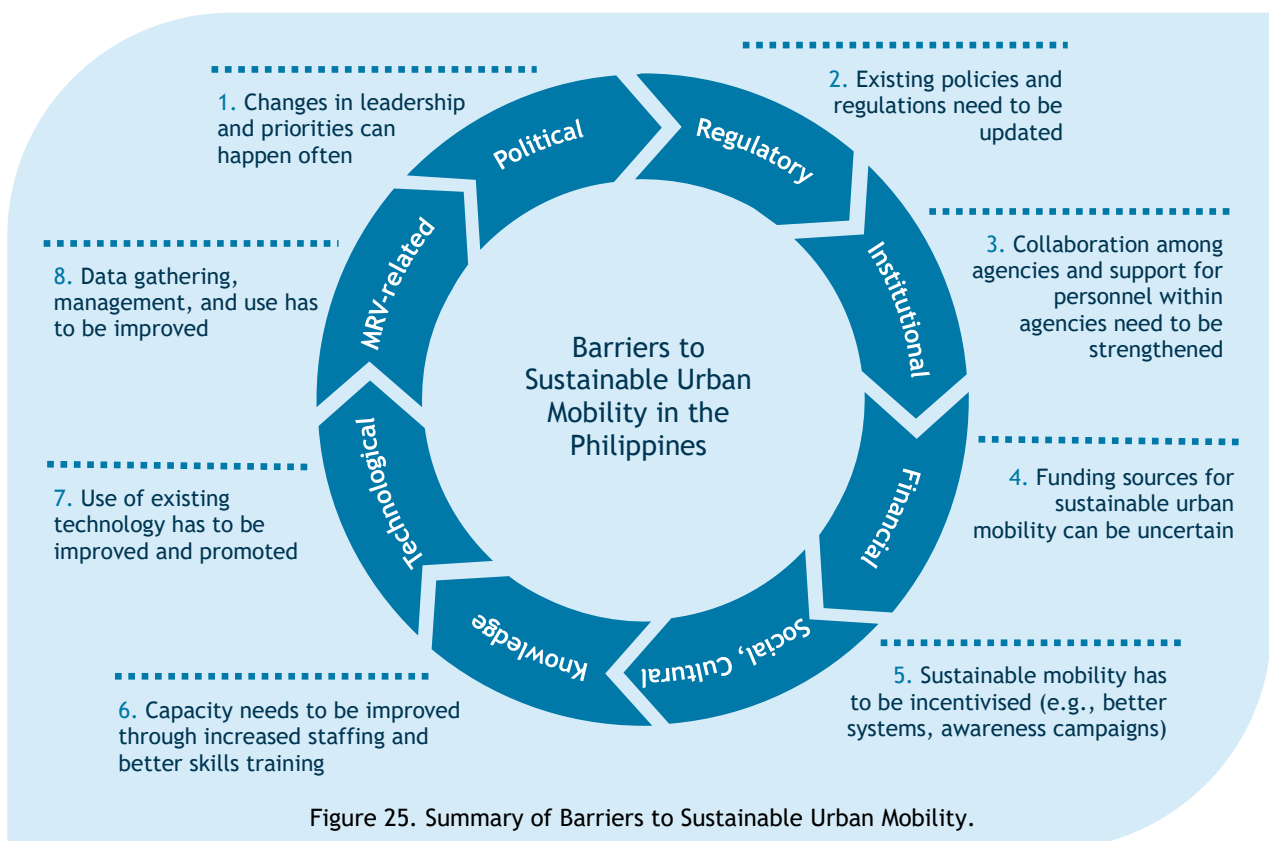 1. Changes in leadership
and priorities can
happen often
2. Existing policies and
regulations need to be
updated
3. Collaboration among
agencies and support for
personnel within
agencies need to be
strengthened
4. Funding sources for
sustainable urban
mobility can be uncertain
5. Sustainable mobility has
to be incentivised (e.g., better
systems, awareness campaigns)
6. Capacity needs to be improved
through increased staffing and
better skills training
7. Use of existing
technology has to be
improved and promoted
8. Data gathering,
management, and use has
to be improved
Political
Regulatory
Institutional
Financial
Social, Cultural
Knowledge
Technological
MRV-related
Barriers to
Sustainable Urban
Mobility in the
Philippines
Figure 25. Summary of Barriers to Sustainable Urban Mobility.